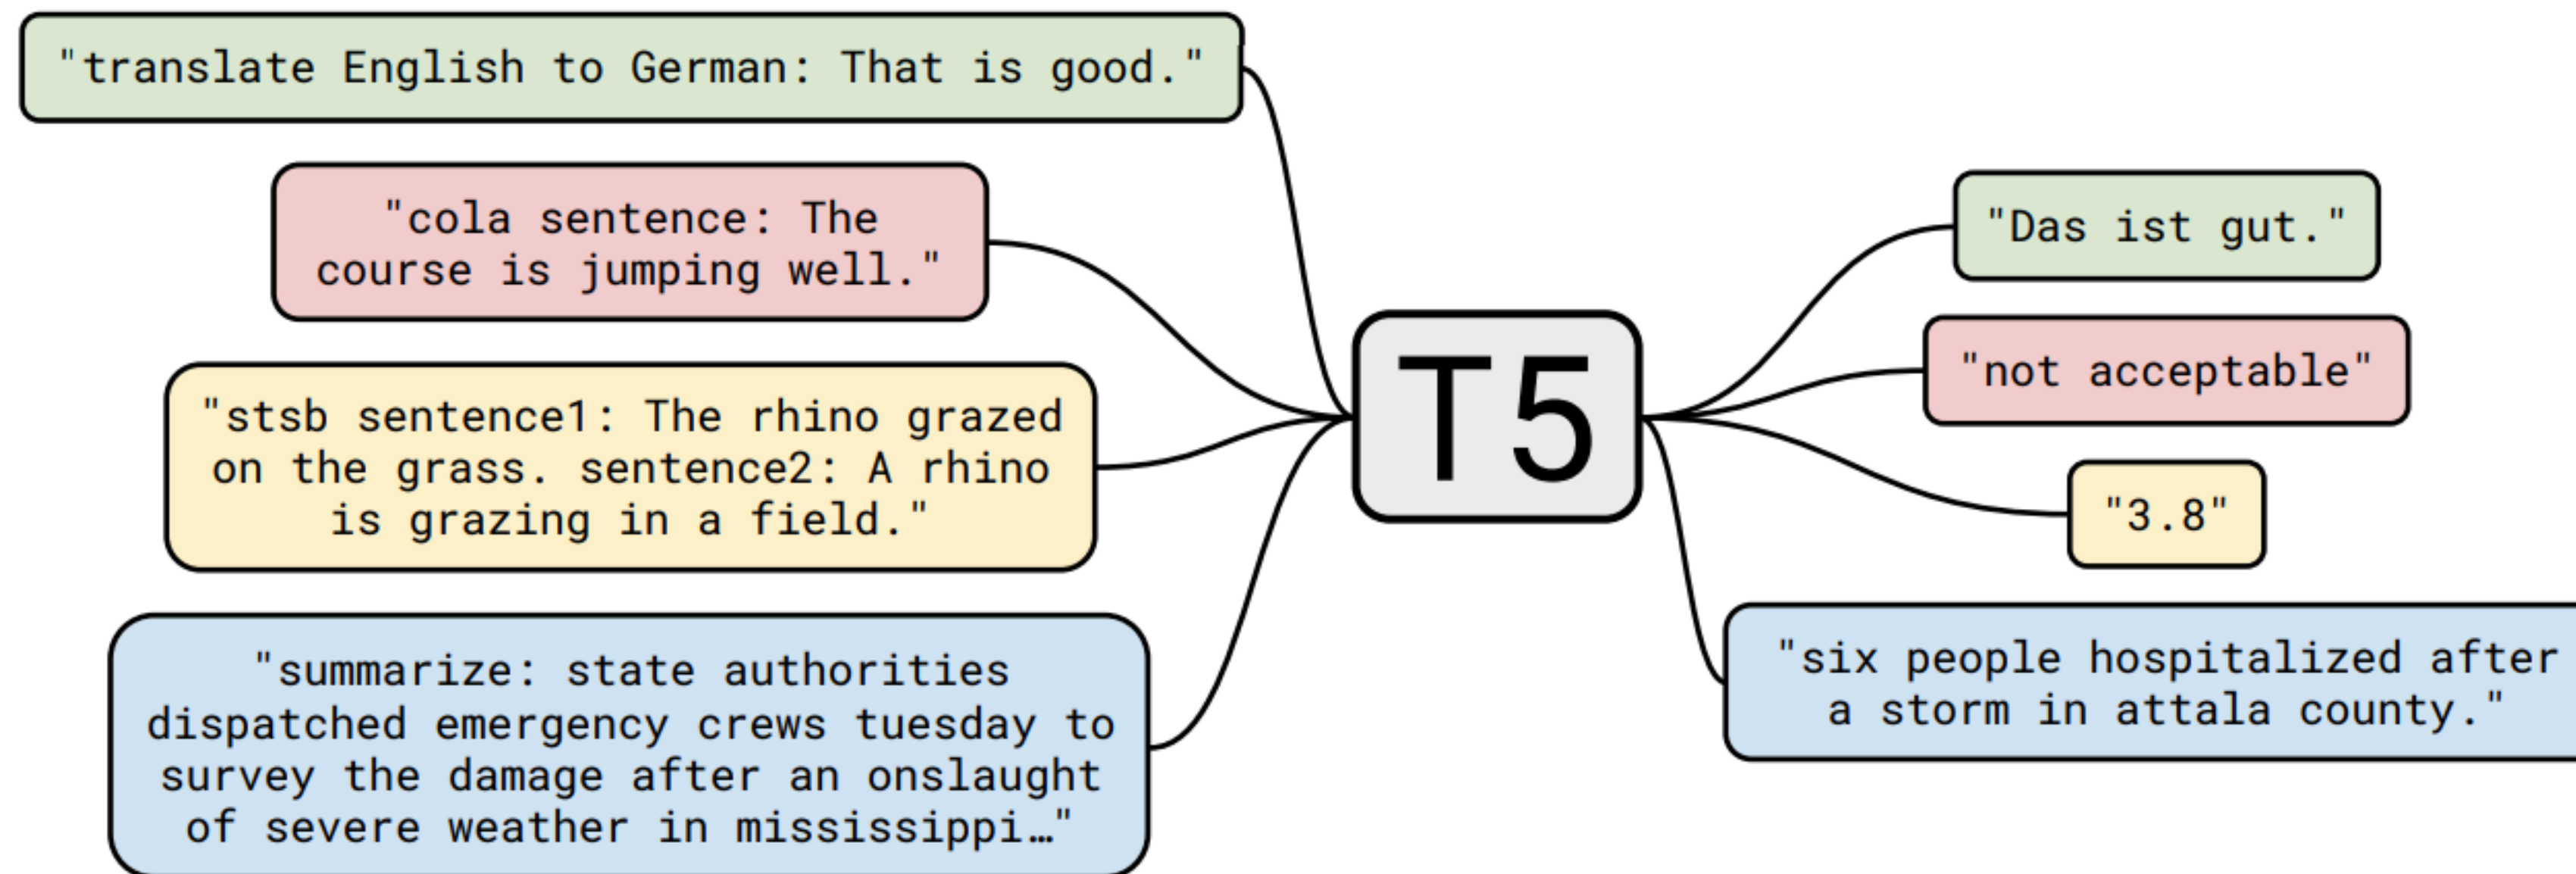 "translate English to German: That is good."
"cola sentence: The
course is jumping well."
"stsb sentence1: The rhino grazed
on the grass. sentence2: A rhino
is grazing in a field."
"summarize: state authorities
dispatched emergency crews tuesday to
survey the damage after an onslaught
of severe weather in mississippi…"
T5
"Das ist gut."
"not acceptable"
"3.8"
"six people hospitalized after
a storm in attala county."